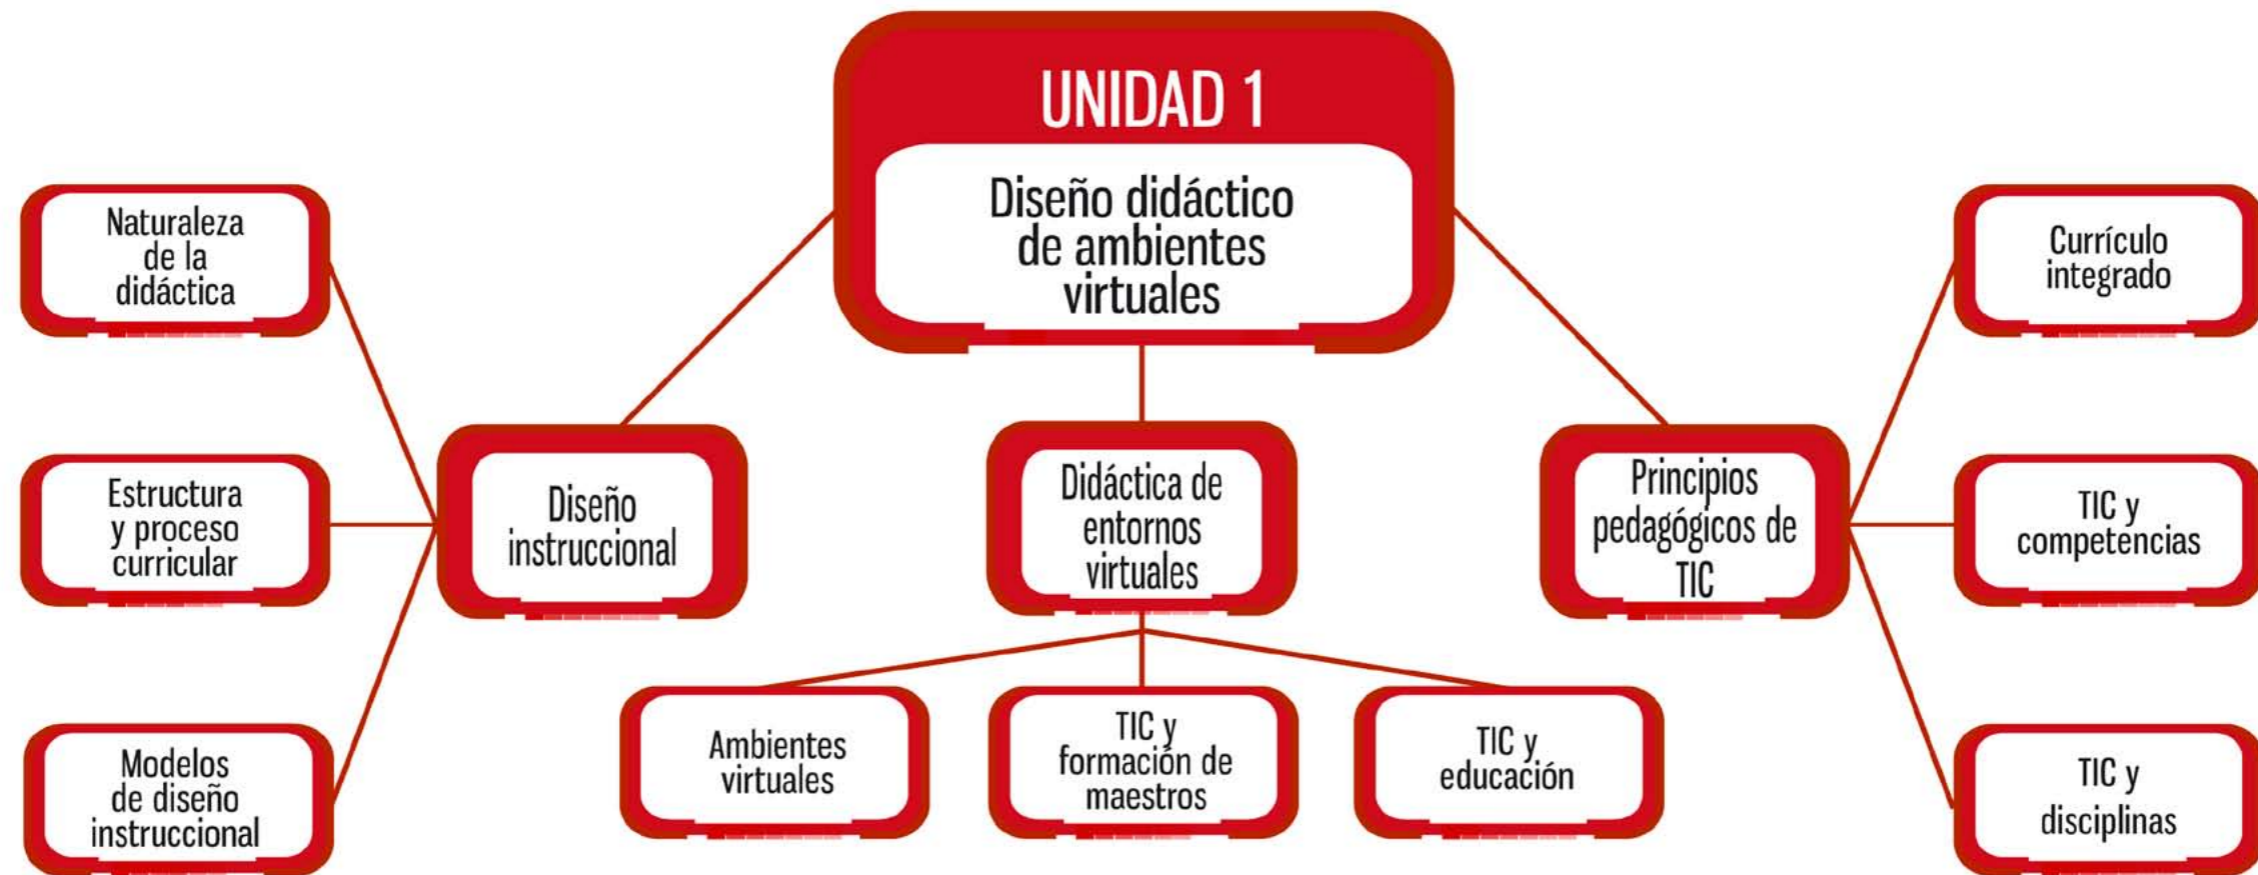 UNIDAD 1
Diseño didáctico
de ambientes
virtuales
Naturaleza
de la
didáctica
Estructura
y proceso
curricular
Modelos
de diseño
instruccional
Diseño
instruccional
Didáctica de
entornos
virtuales
Ambientes
virtuales
TIC y
formación de
maestros
TIC y
educación
Principios
pedagógicos de
TIC
Currículo
integrado
TIC y
competencias
TIC y
disciplinas